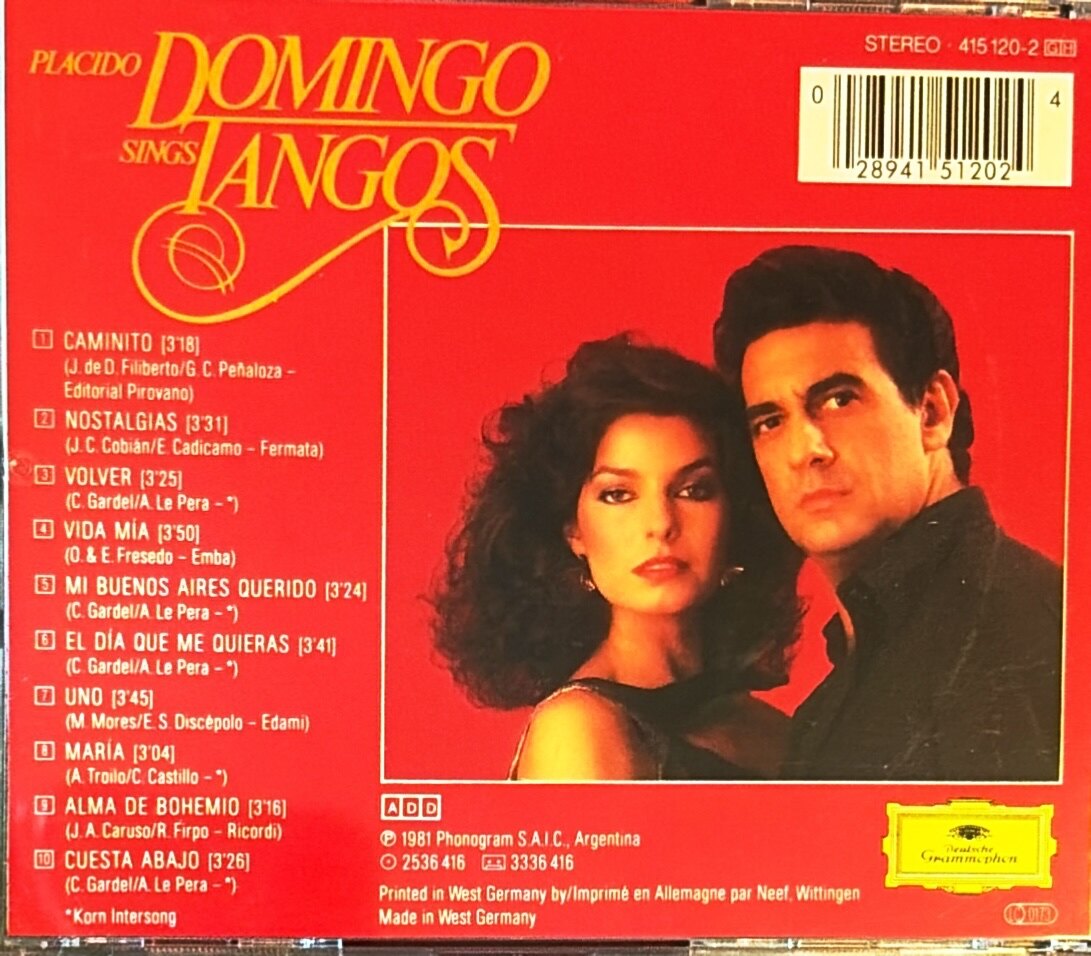 PLACIDO DOMINGO
SINGS TANGOS
STEREO · 415 120-2 GH
0 28941 51202 4
1 CAMINITO [3'18]
(J. de D. Filiberto/G. C. Peñaloza –
Editorial Pirovano)
2 NOSTALGIAS [3'31]
(J. C. Cobián/E. Cadicamo – Fermata)
3 VOLVER [3'25]
(C. Gardel/A. Le Pera – *)
4 VIDA MÍA [3'50]
(O. & E. Fresedo – Emba)
5 MI BUENOS AIRES QUERIDO [3'24]
(C. Gardel/A. Le Pera – *)
6 EL DÍA QUE ME QUIERAS [3'41]
(C. Gardel/A. Le Pera – *)
7 UNO [3'45]
(M. Mores/E. S. Discépolo – Edami)
8 MARÍA [3'04]
(A. Troilo/C. Castillo – *)
9 ALMA DE BOHEMIO [3'16]
(J. A. Caruso/R. Firpo – Ricordi)
10 CUESTA ABAJO [3'26]
(C. Gardel/A. Le Pera – *)
*Korn Intersong
ADD
℗ 1981 Phonogram S.A.I.C., Argentina
2536 416 3336 416
Printed in West Germany by/Imprimé en Allemagne par Neef, Wittingen
Made in West Germany
Deutsche
Grammophon
LC 0173